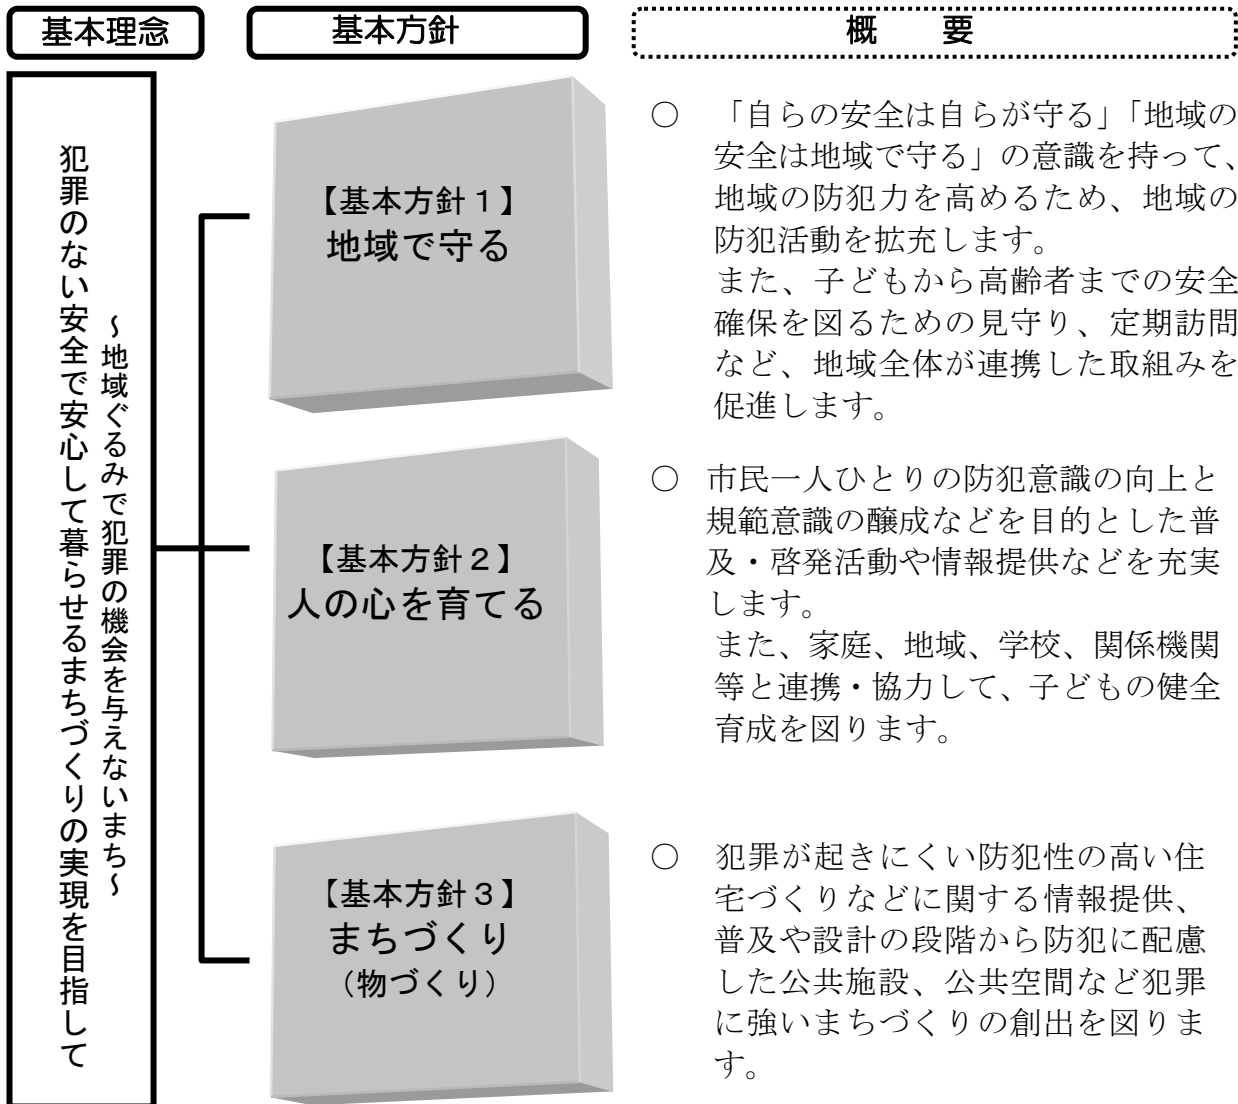 基本理念
基本方針
概　　要
犯罪のない安全で安心して暮らせるまちづくりの実現を目指して
～地域ぐるみで犯罪の機会を与えないまち～
【基本方針１】
地域で守る
○　「自らの安全は自らが守る」「地域の
安全は地域で守る」の意識を持って、
地域の防犯力を高めるため、地域の
防犯活動を拡充します。
また、子どもから高齢者までの安全
確保を図るための見守り、定期訪問
など、地域全体が連携した取組みを
促進します。
【基本方針２】
人の心を育てる
○　市民一人ひとりの防犯意識の向上と
規範意識の醸成などを目的とした普
及・啓発活動や情報提供などを充実
します。
また、家庭、地域、学校、関係機関
等と連携・協力して、子どもの健全
育成を図ります。
【基本方針３】
まちづくり
（物づくり）
○　犯罪が起きにくい防犯性の高い住
宅づくりなどに関する情報提供、
普及や設計の段階から防犯に配慮
した公共施設、公共空間など犯罪
に強いまちづくりの創出を図りま
す。